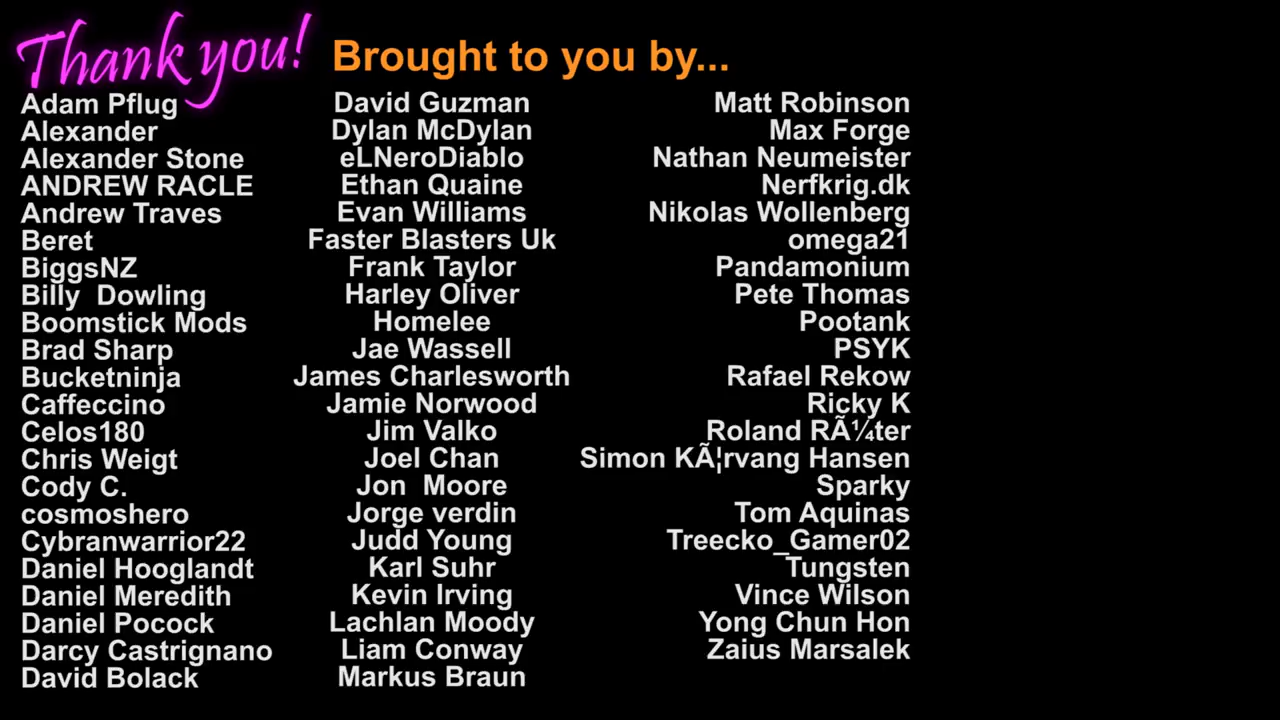 Thank you!
Brought to you by...
Adam Pflug
Alexander
Alexander Stone
ANDREW RACLE
Andrew Traves
Beret
BiggsNZ
Billy  Dowling
Boomstick Mods
Brad Sharp
Bucketninja
Caffeccino
Celos180
Chris Weigt
Cody C.
cosmoshero
Cybranwarrior22
Daniel Hooglandt
Daniel Meredith
Daniel Pocock
Darcy Castrignano
David Bolack
David Guzman
Dylan McDylan
eLNeroDiablo
Ethan Quaine
Evan Williams
Faster Blasters Uk
Frank Taylor
Harley Oliver
Homelee
Jae Wassell
James Charlesworth
Jamie Norwood
Jim Valko
Joel Chan
Jon  Moore
Jorge verdin
Judd Young
Karl Suhr
Kevin Irving
Lachlan Moody
Liam Conway
Markus Braun
Matt Robinson
Max Forge
Nathan Neumeister
Nerfkrig.dk
Nikolas Wollenberg
omega21
Pandamonium
Pete Thomas
Pootank
PSYK
Rafael Rekow
Ricky K
Roland RÃ¼ter
Simon KÃ¦rvang Hansen
Sparky
Tom Aquinas
Treecko_Gamer02
Tungsten
Vince Wilson
Yong Chun Hon
Zaius Marsalek